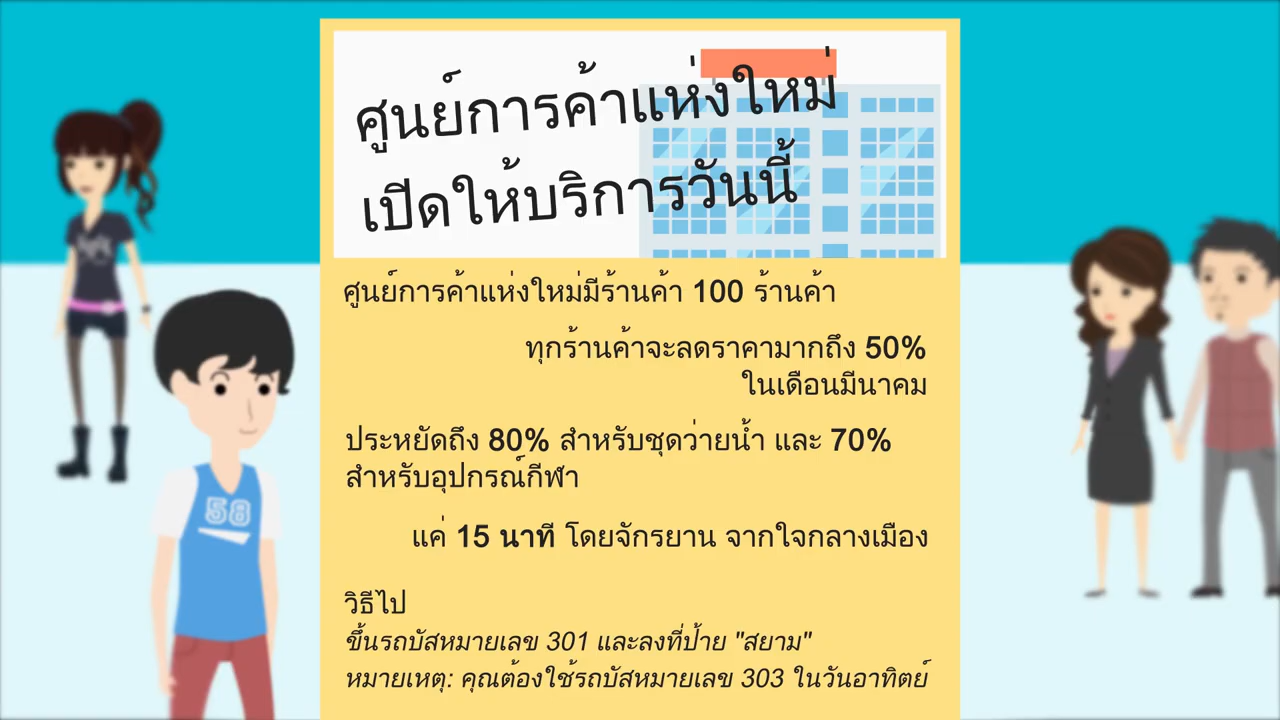 ศูนย์การค้าแห่งใหม่
เปิดให้บริการวันนี้
ศูนย์การค้าแห่งใหม่มีร้านค้า 100 ร้านค้า
ทุกร้านค้าจะลดราคามากถึง 50%
ในเดือนมีนาคม
ประหยัดถึง 80% สำหรับชุดว่ายน้ำ และ 70%
สำหรับอุปกรณ์กีฬา
แค่ 15 นาที โดยจักรยาน จากใจกลางเมือง
วิธีไป
ขึ้นรถบัสหมายเลข 301 และลงที่ป้าย "สยาม"
หมายเหตุ: คุณต้องใช้รถบัสหมายเลข 303 ในวันอาทิตย์
58